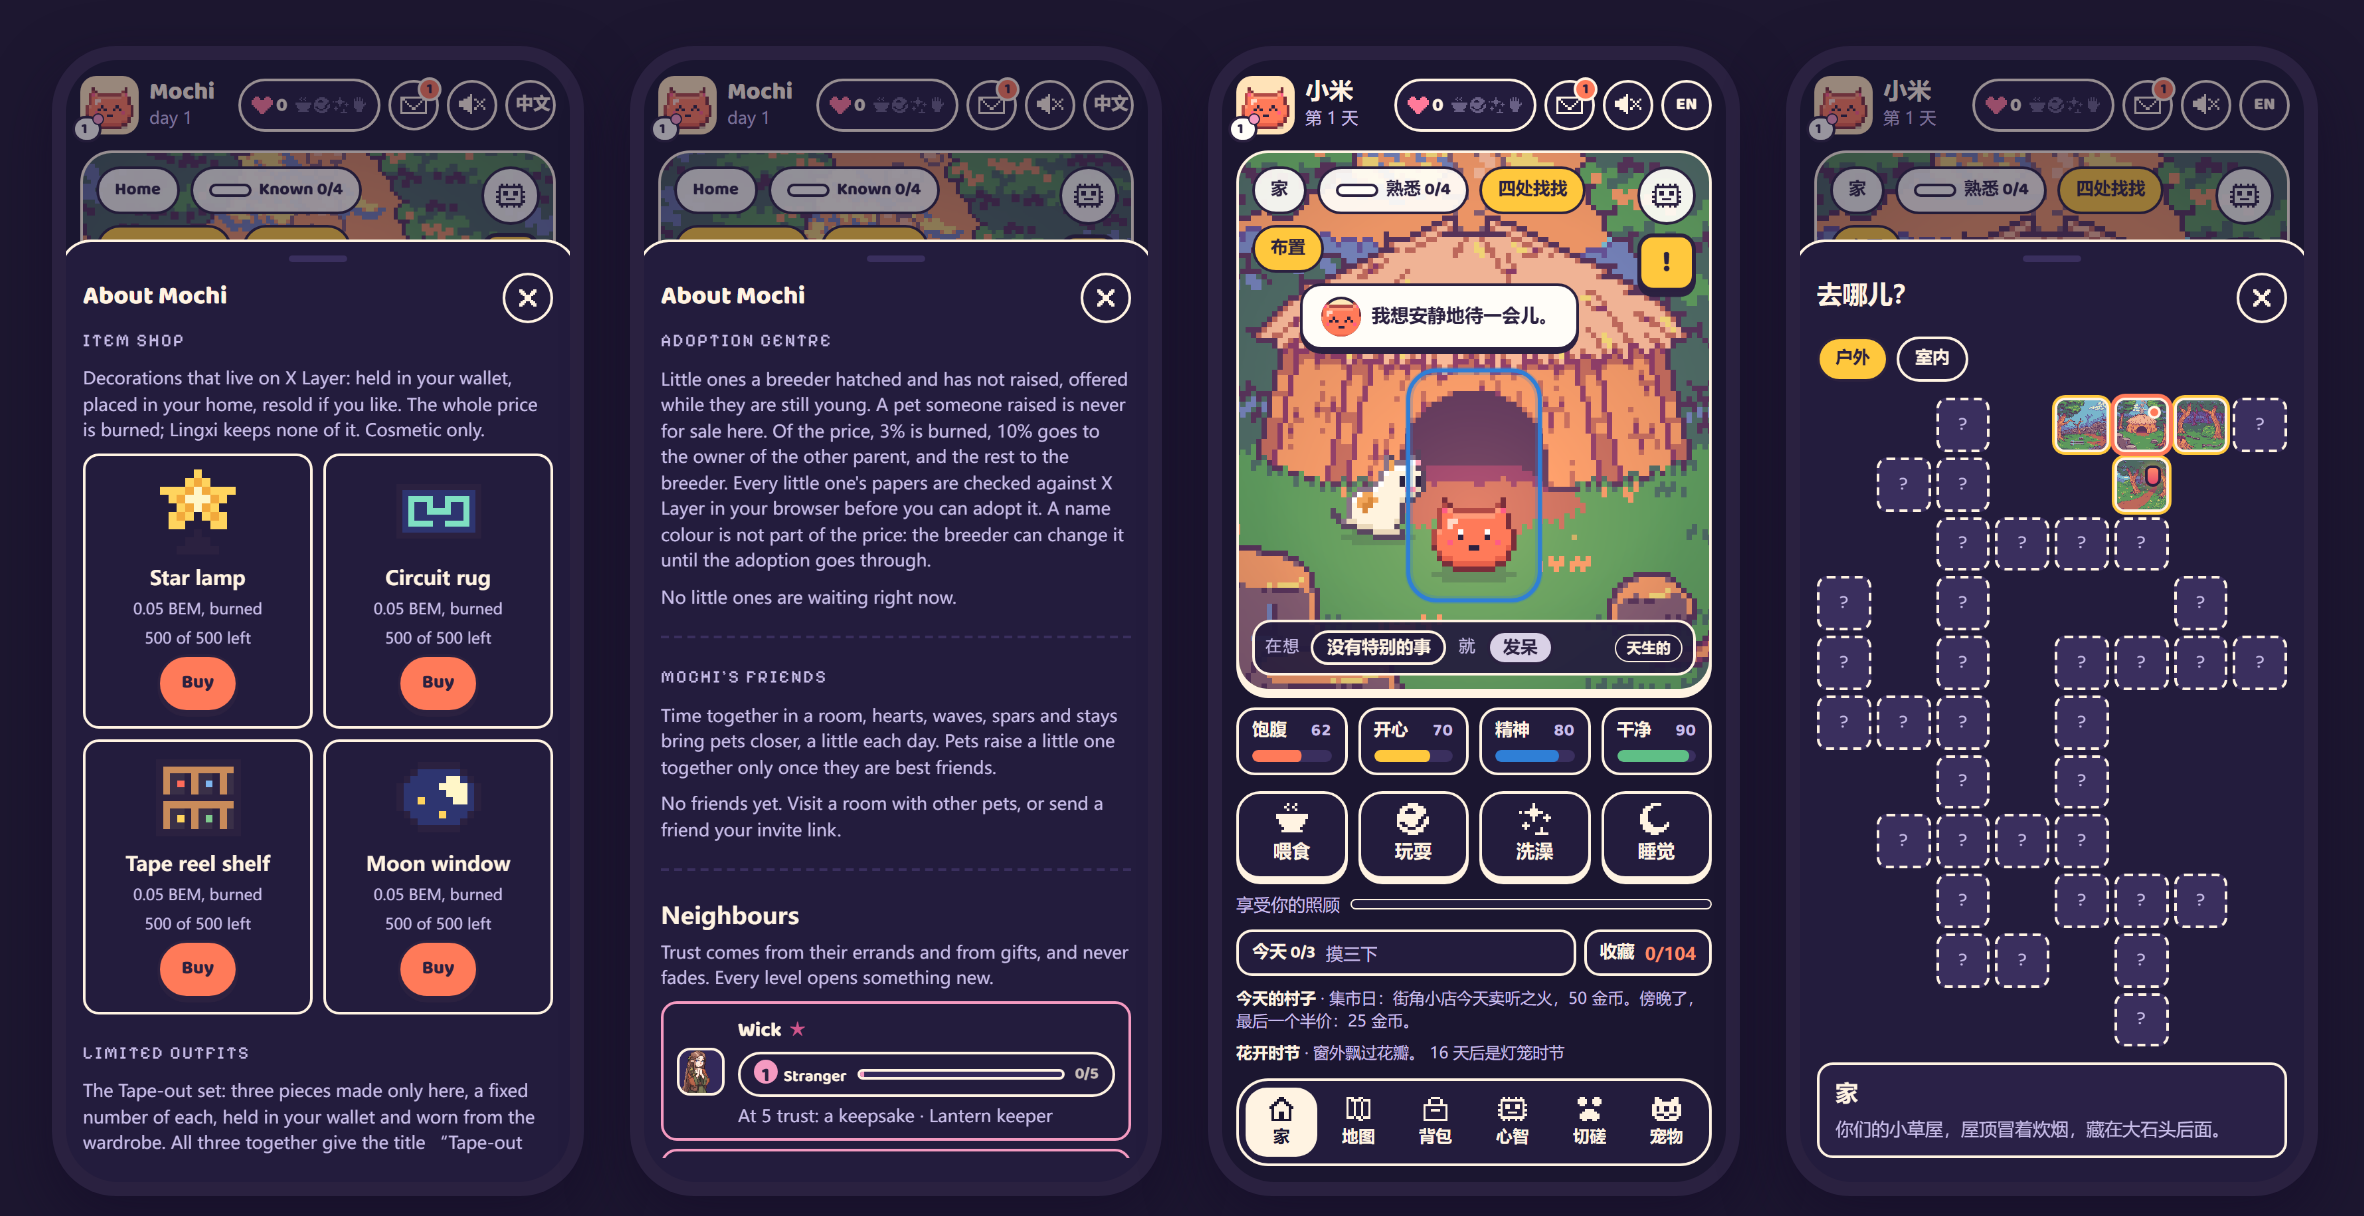 Mochi
day 1
0
1
中文
1
Home
Known 0/4
About Mochi
ITEM SHOP
Decorations that live on X Layer: held in your wallet,
placed in your home, resold if you like. The whole price
is burned; Lingxi keeps none of it. Cosmetic only.
Star lamp
0.05 BEM, burned
500 of 500 left
Buy
Circuit rug
0.05 BEM, burned
500 of 500 left
Buy
Tape reel shelf
0.05 BEM, burned
500 of 500 left
Buy
Moon window
0.05 BEM, burned
500 of 500 left
Buy
LIMITED OUTFITS
The Tape-out set: three pieces made only here, a fixed
number of each, held in your wallet and worn from the
wardrobe. All three together give the title “Tape-out
Mochi
day 1
0
1
中文
1
Home
Known 0/4
About Mochi
ADOPTION CENTRE
Little ones a breeder hatched and has not raised, offered
while they are still young. A pet someone raised is never
for sale here. Of the price, 3% is burned, 10% goes to
the owner of the other parent, and the rest to the
breeder. Every little one's papers are checked against X
Layer in your browser before you can adopt it. A name
colour is not part of the price: the breeder can change it
until the adoption goes through.
No little ones are waiting right now.
MOCHI'S FRIENDS
Time together in a room, hearts, waves, spars and stays
bring pets closer, a little each day. Pets raise a little one
together only once they are best friends.
No friends yet. Visit a room with other pets, or send a
friend your invite link.
Neighbours
Trust comes from their errands and from gifts, and never
fades. Every level opens something new.
Wick ★
1 Stranger 0/5
At 5 trust: a keepsake · Lantern keeper
小米
第 1 天
0
1
EN
1
家
熟悉 0/4
四处找找
布置
!
我想安静地待一会儿。
在想 没有特别的事 就 发呆 天生的
饱腹 62
开心 70
精神 80
干净 90
喂食
玩耍
洗澡
睡觉
享受你的照顾
今天 0/3 摸三下
收藏 0/104
今天的村子 · 集市日：街角小店今天卖听之火，50 金币。傍晚了，
最后一个半价：25 金币。
花开时节 · 窗外飘过花瓣。 16 天后是灯笼时节
家
地图
背包
心智
切磋
宠物
小米
第 1 天
0
1
EN
1
家
熟悉 0/4
四处找找
去哪儿？
户外
室内
? ?
? ?
? ? ? ?
? ? ?
? ? ? ? ? ?
? ? ? ?
? ?
? ? ? ?
? ? ? ?
? ? ?
?
家
你们的小草屋，屋顶冒着炊烟，藏在大石头后面。